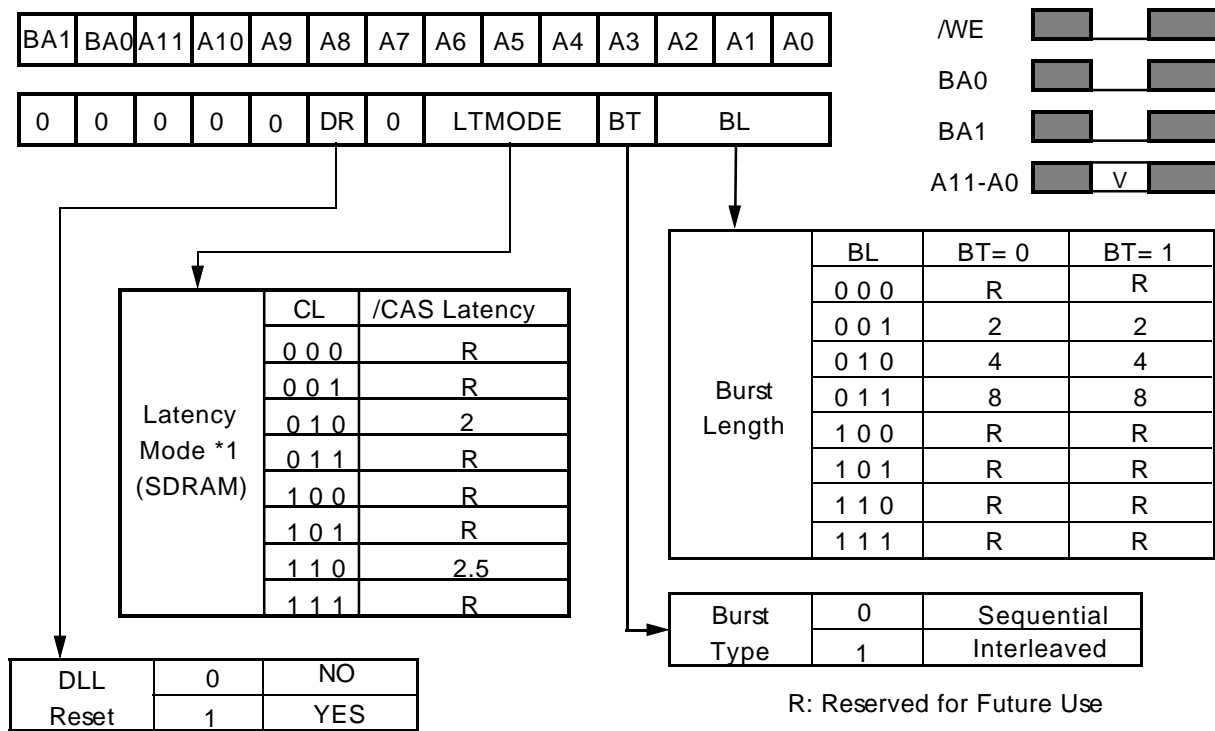 BA1 BA0 A11 A10 A9 A8 A7 A6 A5 A4 A3 A2 A1 A0
0 0 0 0 0 DR 0 LTMODE BT BL
/WE
BA0
BA1
A11-A0 V
Latency Mode *1 (SDRAM)
CL /CAS Latency
0 0 0 R
0 0 1 R
0 1 0 2
0 1 1 R
1 0 0 R
1 0 1 R
1 1 0 2.5
1 1 1 R
Burst Length
BL BT= 0 BT= 1
0 0 0 R R
0 0 1 2 2
0 1 0 4 4
0 1 1 8 8
1 0 0 R R
1 0 1 R R
1 1 0 R R
1 1 1 R R
Burst Type
0 Sequential
1 Interleaved
DLL Reset
0 NO
1 YES
R: Reserved for Future Use